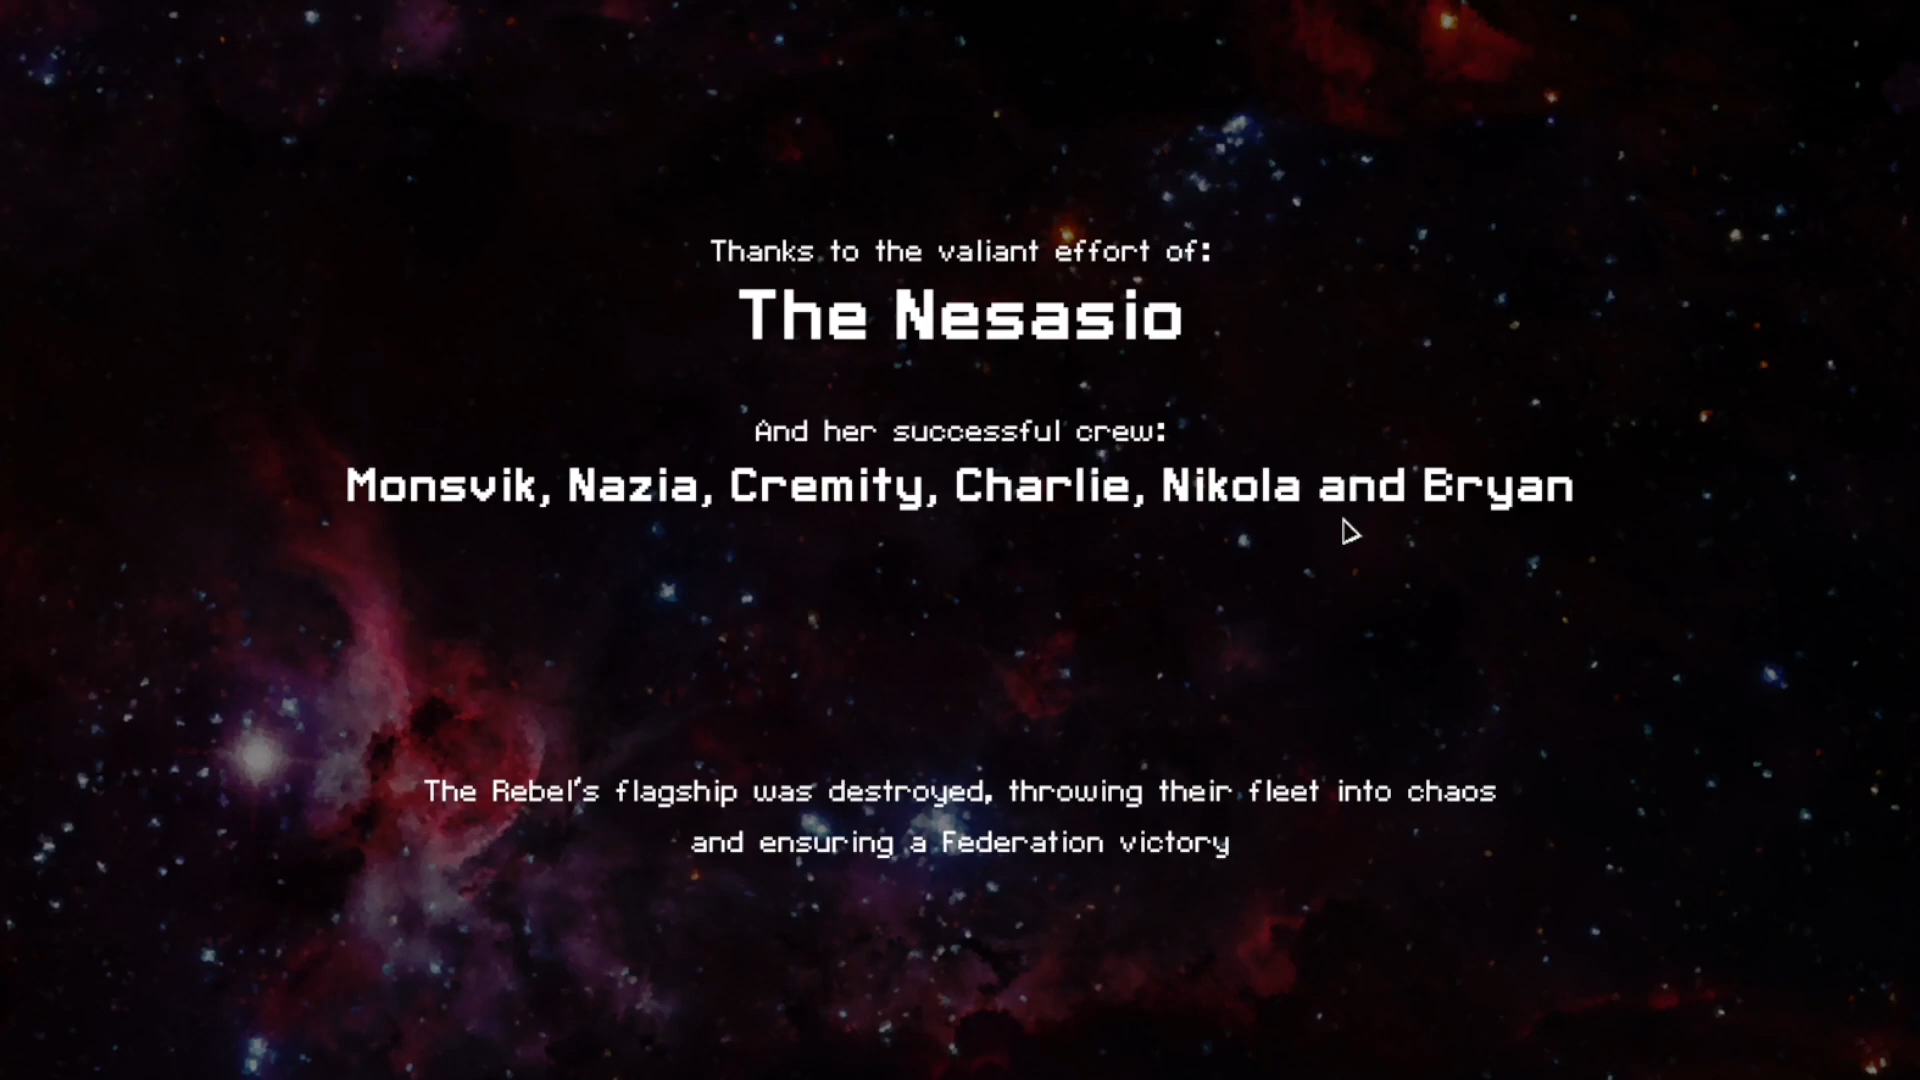 Thanks to the valiant effort of:
The Nesasio
And her successful crew:
Monsvik, Nazia, Cremity, Charlie, Nikola and Bryan
The Rebel's flagship was destroyed, throwing their fleet into chaos
and ensuring a Federation victory